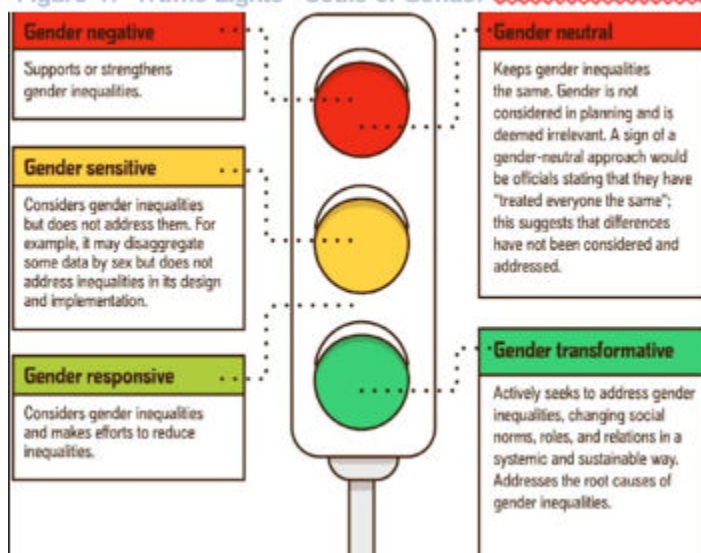 Gender negative
Supports or strengthens
gender inequalities.
Gender sensitive
Considers gender inequalities
but does not address them. For
example, it may disaggregate
some data by sex but does not
address inequalities in its design
and implementation.
Gender responsive
Considers gender inequalities
and makes efforts to reduce
inequalities.
Gender neutral
Keeps gender inequalities
the same. Gender is not
considered in planning and is
deemed irrelevant. A sign of a
gender-neutral approach would
be officials stating that they have
"treated everyone the same";
this suggests that differences
have not been considered and
addressed.
Gender transformative
Actively seeks to address gender
inequalities, changing social
norms, roles, and relations in a
systemic and sustainable way.
Addresses the root causes of
gender inequalities.